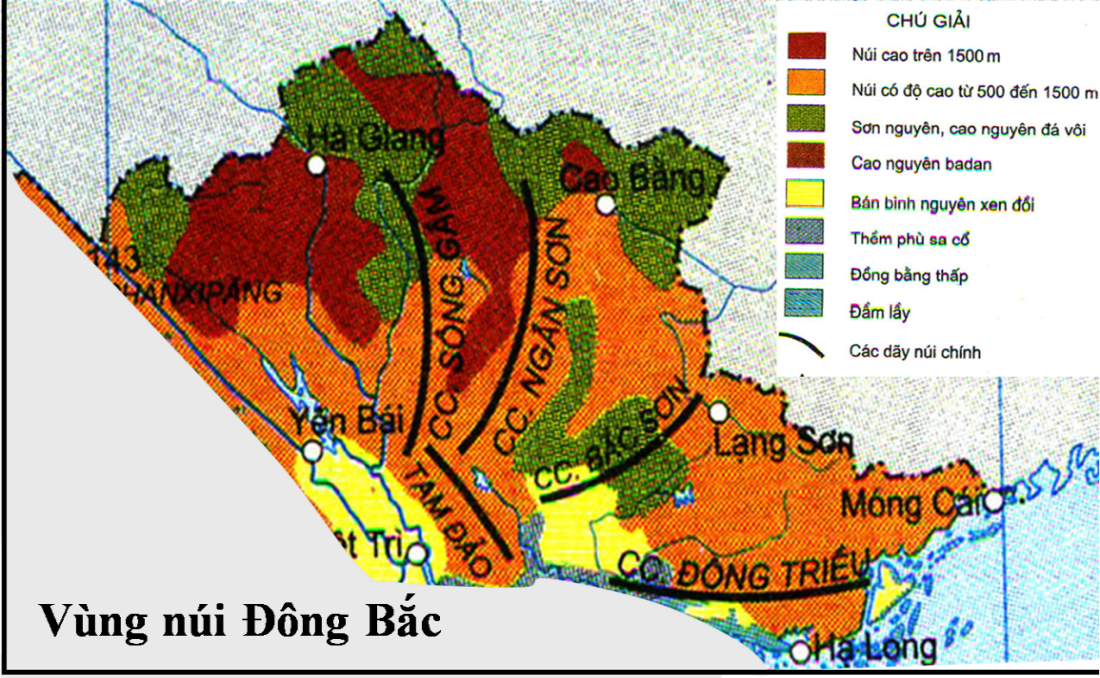 CHÚ GIẢI
Núi cao trên 1500 m
Núi có độ cao từ 500 đến 1500 m
Sơn nguyên, cao nguyên đá vôi
Cao nguyên badan
Bán bình nguyên xen đồi
Thềm phù sa cổ
Đồng bằng thấp
Đầm lầy
Các dãy núi chính
Hà Giang
Cao Bằng
143
HANXIPĂNG
CC. SÔNG GÂM
CC. NGÂN SƠN
CC. BẮC SƠN
Yên Bái
Lạng Sơn
TAM ĐẢO
Móng Cái
ệt Trì
CC. ĐÔNG TRIỀU
Hạ Long
Vùng núi Đông Bắc